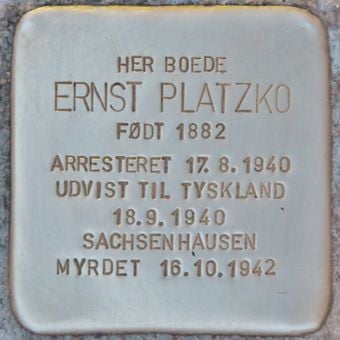 HER BOEDE
ERNST PLATZKO
FØDT 1882
ARRESTERET 17. 8. 1940
UDVIST TIL TYSKLAND
18.9. 1940
SACHSENHAUSEN
MYRDET 16.10.1942